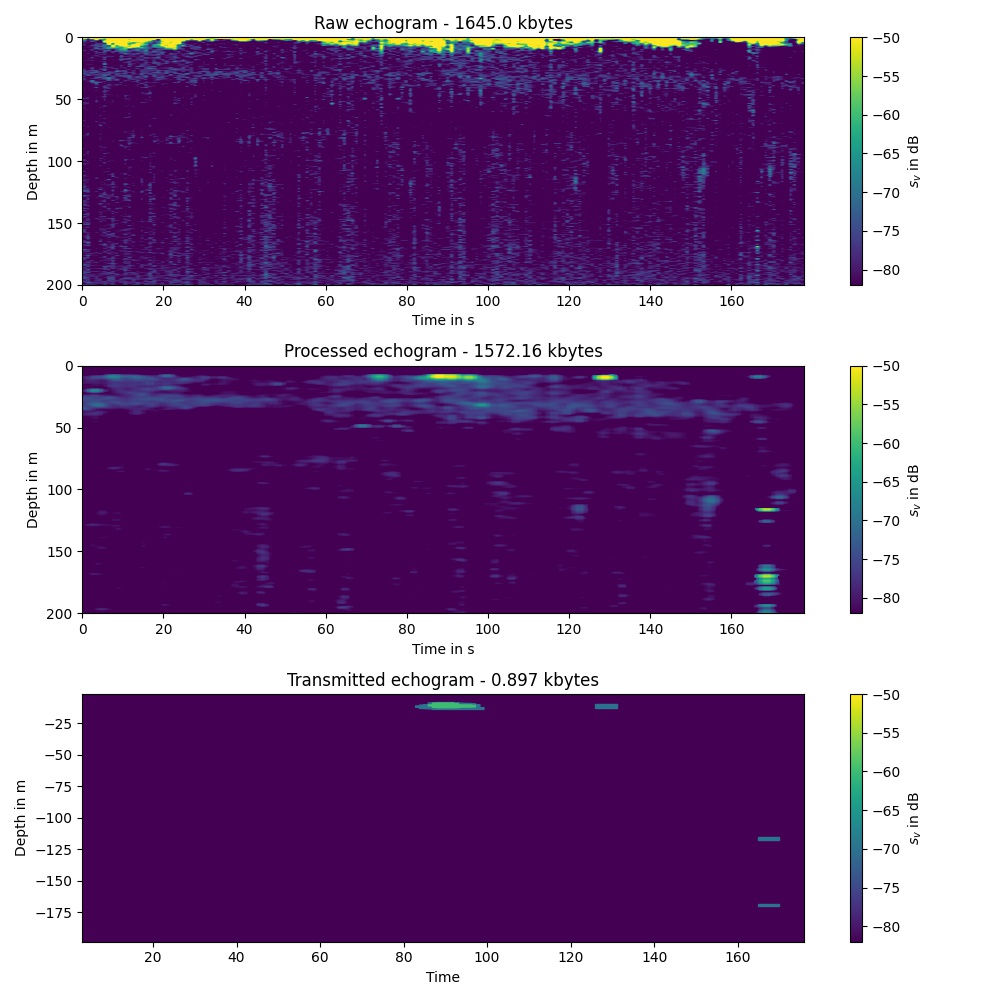 Raw echogram - 1645.0 kbytes
0
50
100
150
200
Depth in m
0 20 40 60 80 100 120 140 160
Time in s
−50
−55
−60
−65
−70
−75
−80
sv in dB
Processed echogram - 1572.16 kbytes
0
50
100
150
200
Depth in m
0 20 40 60 80 100 120 140 160
Time in s
−50
−55
−60
−65
−70
−75
−80
sv in dB
Transmitted echogram - 0.897 kbytes
−25
−50
−75
−100
−125
−150
−175
Depth in m
20 40 60 80 100 120 140 160
Time
−50
−55
−60
−65
−70
−75
−80
sv in dB